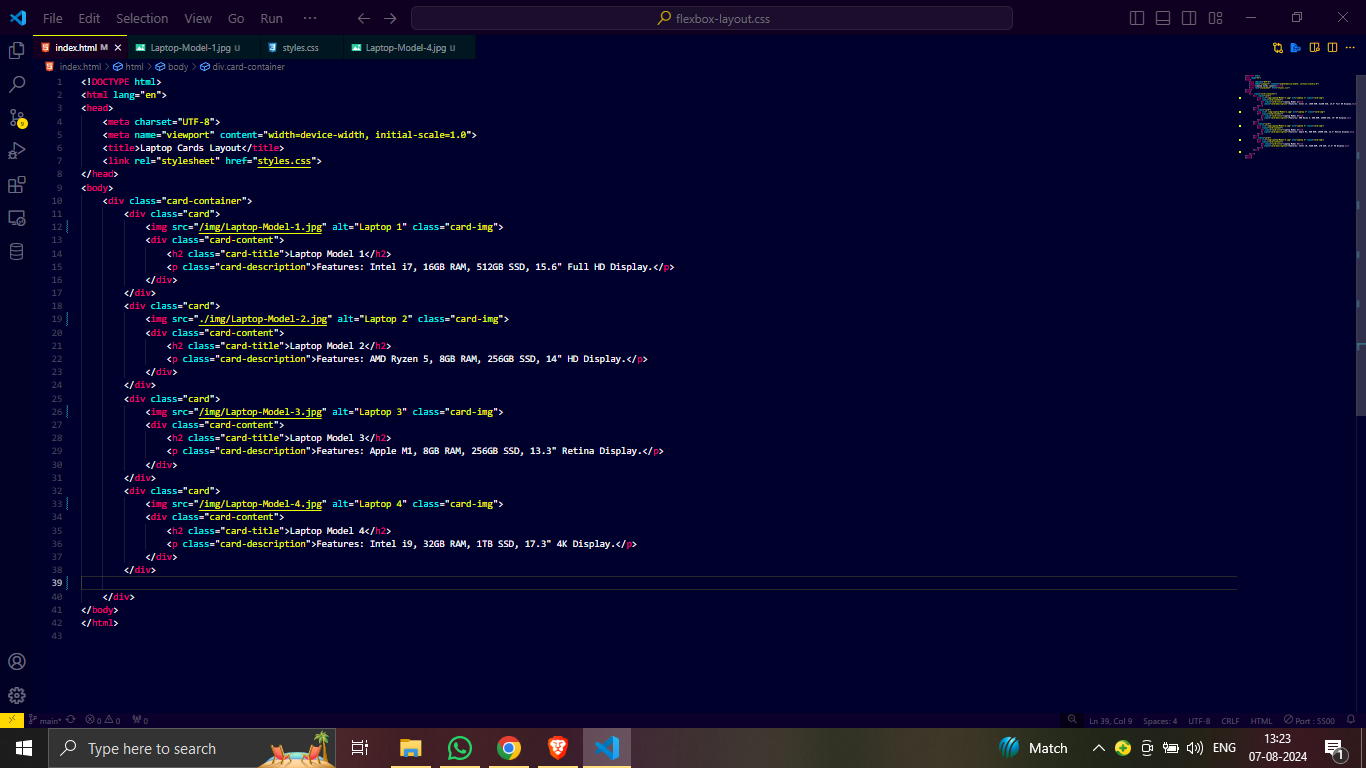 File Edit Selection View Go Run ··· flexbox-layout.css
index.html M Laptop-Model-1.jpg U styles.css Laptop-Model-4.jpg U
index.html > html > body > div.card-container
1 <!DOCTYPE html>
2 <html lang="en">
3 <head>
4 <meta charset="UTF-8">
5 <meta name="viewport" content="width=device-width, initial-scale=1.0">
6 <title>Laptop Cards Layout</title>
7 <link rel="stylesheet" href="styles.css">
8 </head>
9 <body>
10 <div class="card-container">
11 <div class="card">
12 <img src="/img/Laptop-Model-1.jpg" alt="Laptop 1" class="card-img">
13 <div class="card-content">
14 <h2 class="card-title">Laptop Model 1</h2>
15 <p class="card-description">Features: Intel i7, 16GB RAM, 512GB SSD, 15.6" Full HD Display.</p>
16 </div>
17 </div>
18 <div class="card">
19 <img src="./img/Laptop-Model-2.jpg" alt="Laptop 2" class="card-img">
20 <div class="card-content">
21 <h2 class="card-title">Laptop Model 2</h2>
22 <p class="card-description">Features: AMD Ryzen 5, 8GB RAM, 256GB SSD, 14" HD Display.</p>
23 </div>
24 </div>
25 <div class="card">
26 <img src="/img/Laptop-Model-3.jpg" alt="Laptop 3" class="card-img">
27 <div class="card-content">
28 <h2 class="card-title">Laptop Model 3</h2>
29 <p class="card-description">Features: Apple M1, 8GB RAM, 256GB SSD, 13.3" Retina Display.</p>
30 </div>
31 </div>
32 <div class="card">
33 <img src="/img/Laptop-Model-4.jpg" alt="Laptop 4" class="card-img">
34 <div class="card-content">
35 <h2 class="card-title">Laptop Model 4</h2>
36 <p class="card-description">Features: Intel i9, 32GB RAM, 1TB SSD, 17.3" 4K Display.</p>
37 </div>
38 </div>
39
40 </div>
41 </body>
42 </html>
43
main* 0 0 0 Ln 39, Col 9 Spaces: 4 UTF-8 CRLF HTML Port : 5500
Type here to search Match ENG 13:23
07-08-2024 1